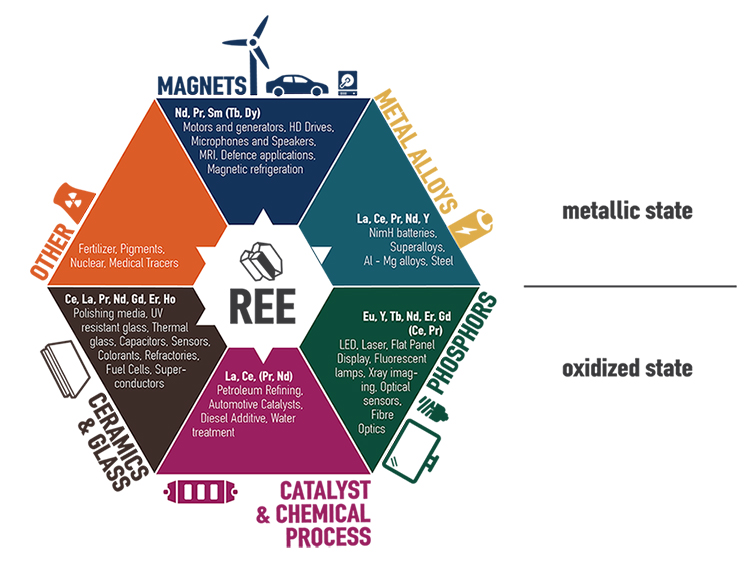 MAGNETS
Nd, Pr, Sm (Tb, Dy)
Motors and generators, HD Drives,
Microphones and Speakers,
MRI, Defence applications,
Magnetic refrigeration
METAL ALLOYS
La, Ce, Pr, Nd, Y
NimH batteries,
Superalloys,
Al - Mg alloys, Steel
metallic state
OTHER
Fertilizer, Pigments,
Nuclear, Medical Tracers
REE
Ce, La, Pr, Nd, Gd, Er, Ho
Polishing media, UV
resistant glass, Thermal
glass, Capacitors, Sensors,
Colorants, Refractories,
Fuel Cells, Super-
conductors
CERAMICS
& GLASS
Eu, Y, Tb, Nd, Er, Gd
(Ce, Pr)
LED, Laser, Flat Panel
Display, Fluorescent
lamps, Xray imag-
ing, Optical
sensors,
Fibre
Optics
PHOSPHORS
oxidized state
La, Ce, (Pr, Nd)
Petroleum Refining,
Automotive Catalysts,
Diesel Additive, Water
treatment
CATALYST
& CHEMICAL
PROCESS